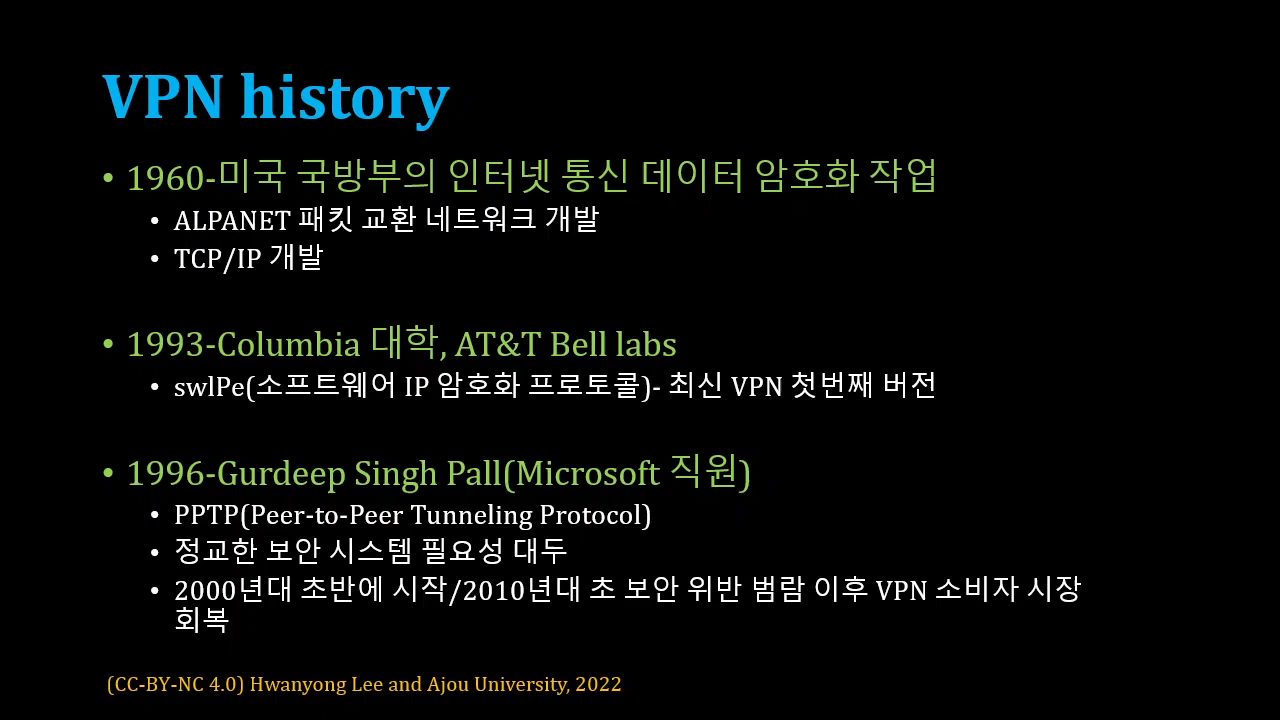 VPN history
• 1960-미국 국방부의 인터넷 통신 데이터 암호화 작업
• ALPANET 패킷 교환 네트워크 개발
• TCP/IP 개발
• 1993-Columbia 대학, AT&T Bell labs
• swlPe(소프트웨어 IP 암호화 프로토콜)- 최신 VPN 첫번째 버전
• 1996-Gurdeep Singh Pall(Microsoft 직원)
• PPTP(Peer-to-Peer Tunneling Protocol)
• 정교한 보안 시스템 필요성 대두
• 2000년대 초반에 시작/2010년대 초 보안 위반 범람 이후 VPN 소비자 시장
회복
(CC-BY-NC 4.0) Hwanyong Lee and Ajou University, 2022